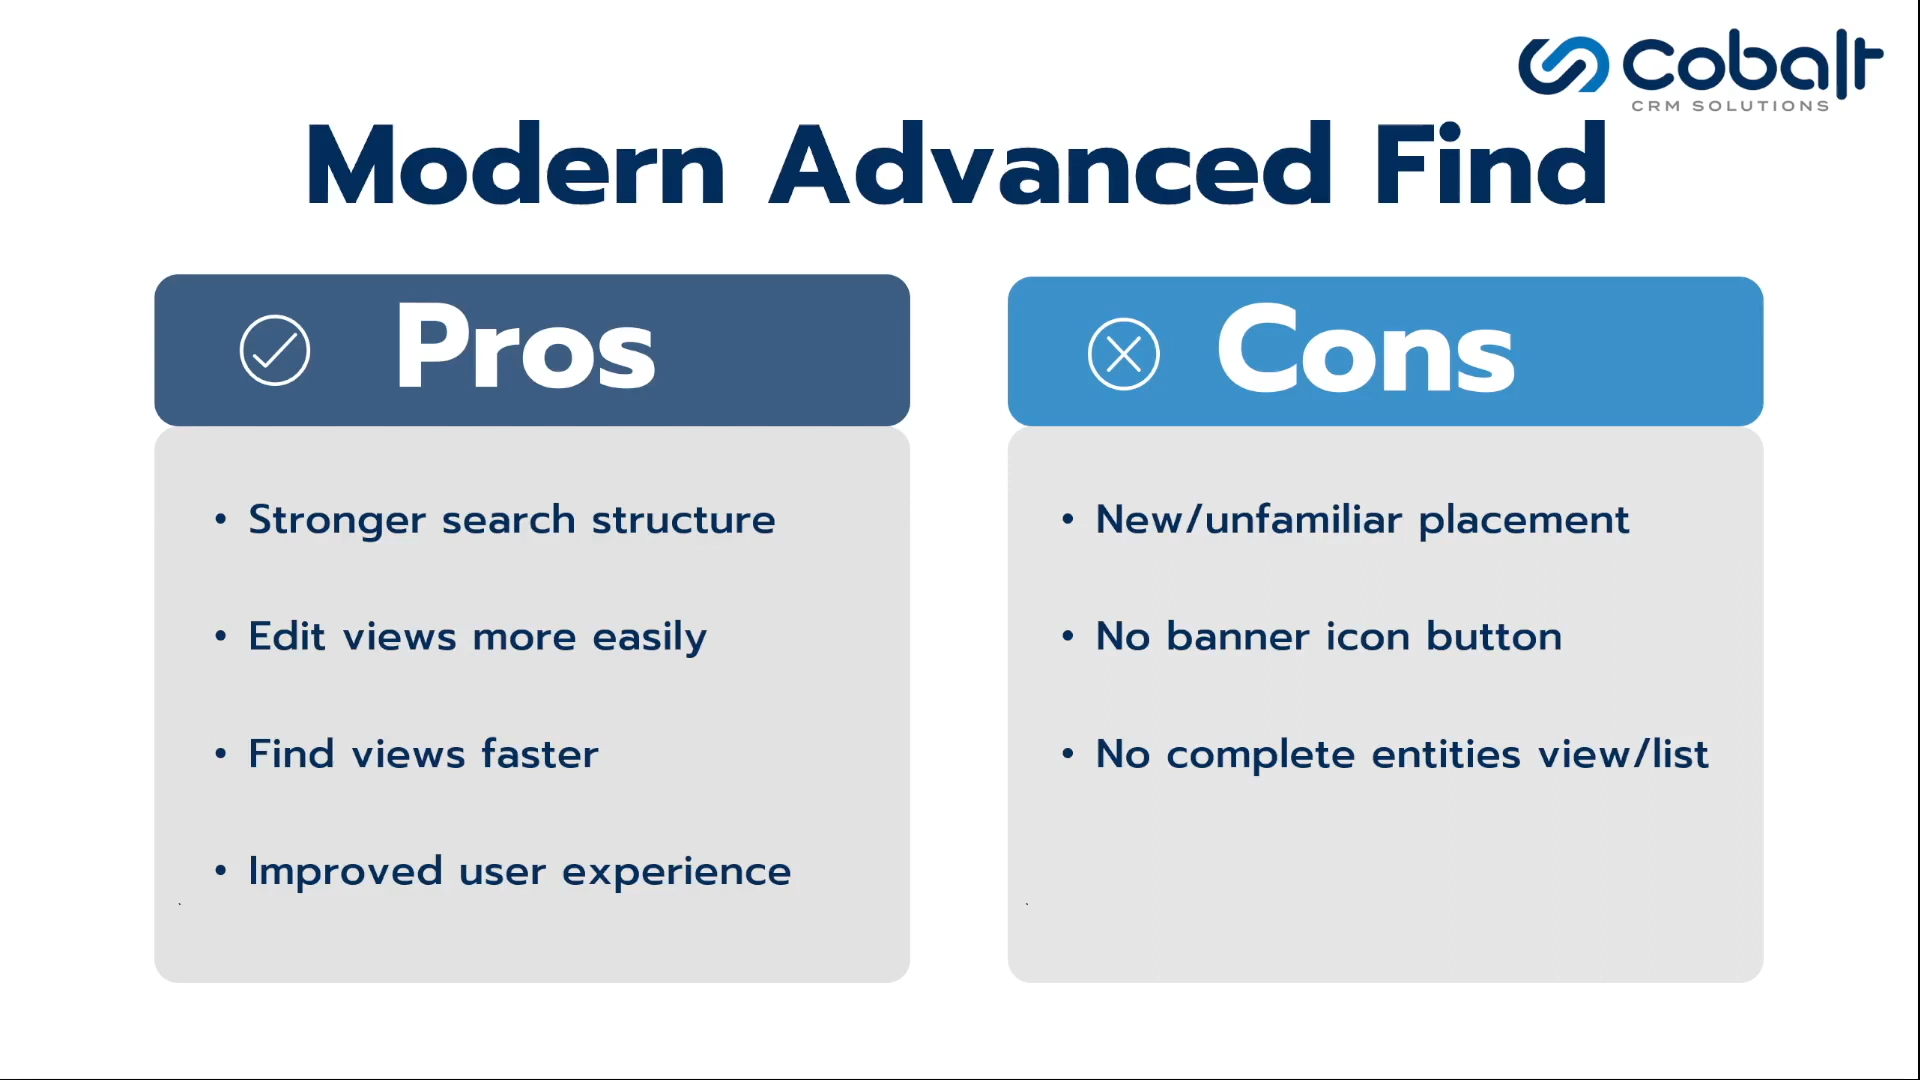 Cobalt
CRM SOLUTIONS
Modern Advanced Find
Pros
• Stronger search structure
• Edit views more easily
• Find views faster
• Improved user experience
Cons
• New/unfamiliar placement
• No banner icon button
• No complete entities view/list